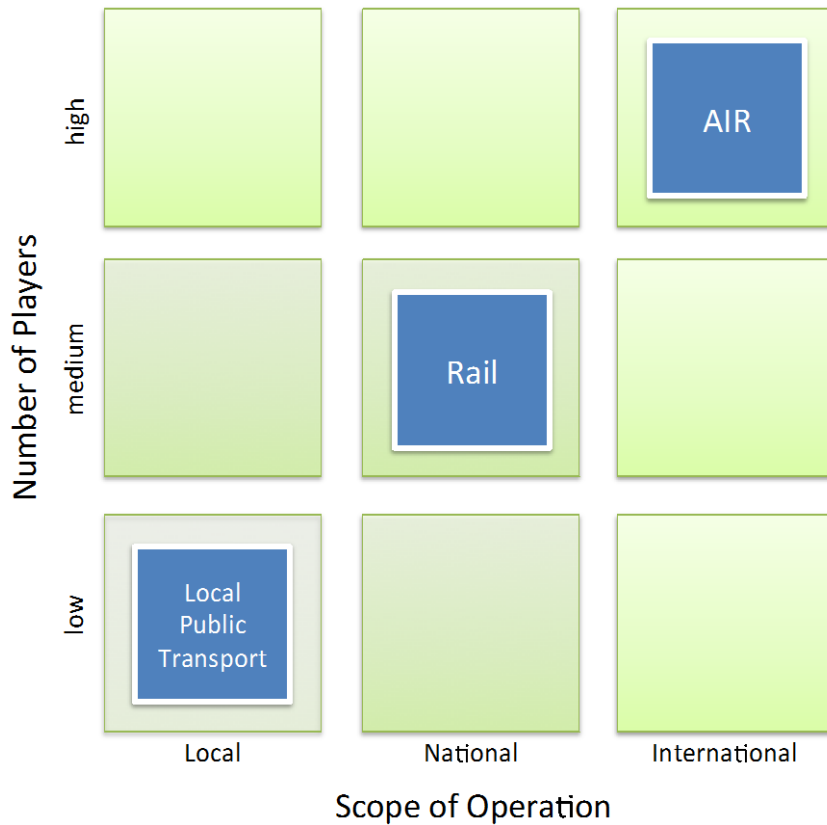 Number of Players
high
AIR
medium
Rail
low
Local
Public
Transport
Local
National
International
Scope of Operation